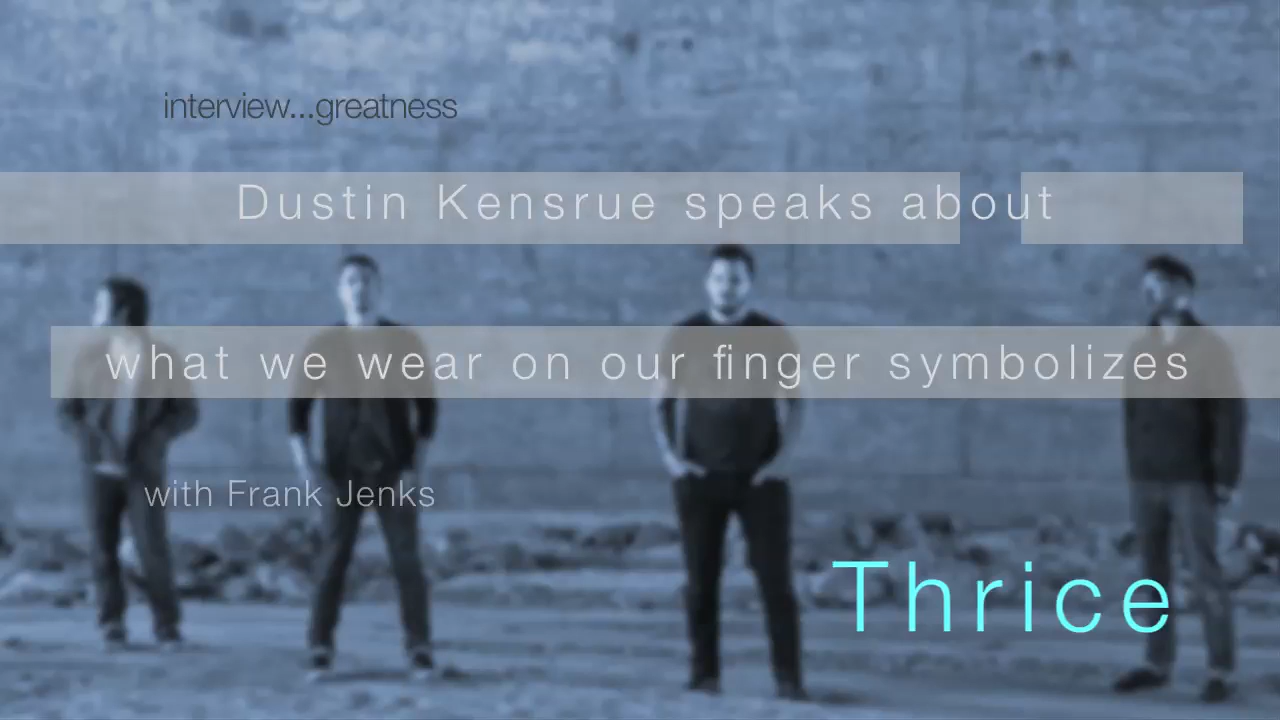 interview...greatness
Dustin Kensrue speaks about
what we wear on our finger symbolizes
with Frank Jenks
Thrice